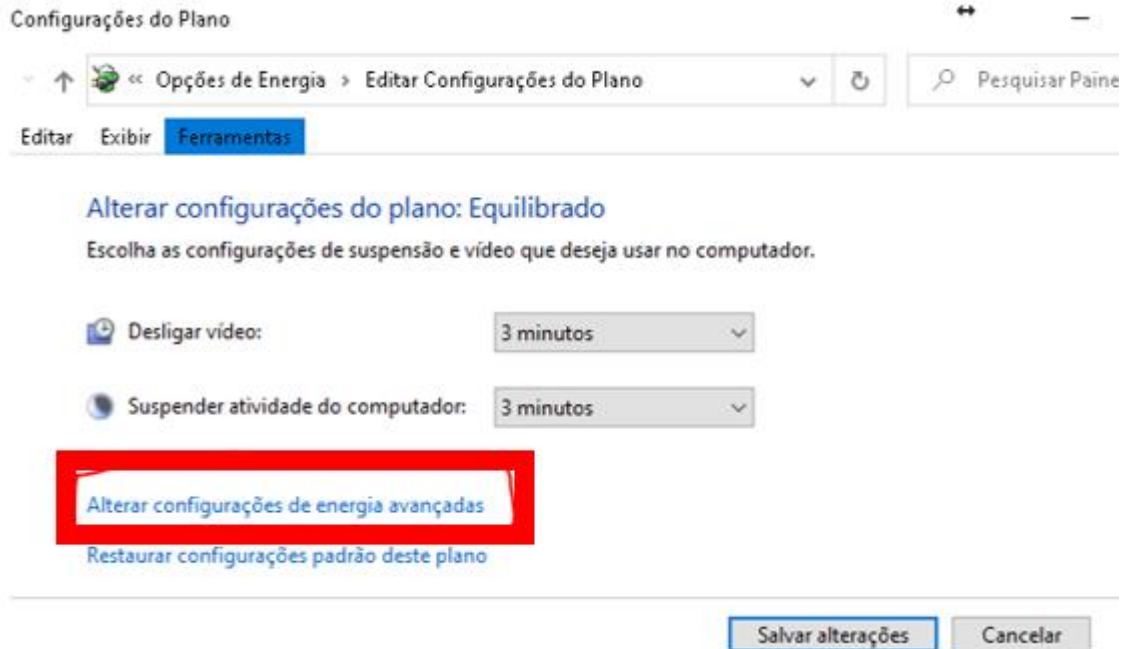 Configurações do Plano
« Opções de Energia > Editar Configurações do Plano
Pesquisar Paine
Editar Exibir Ferramentas
Alterar configurações do plano: Equilibrado
Escolha as configurações de suspensão e vídeo que deseja usar no computador.
Desligar vídeo: 3 minutos
Suspender atividade do computador: 3 minutos
Alterar configurações de energia avançadas
Restaurar configurações padrão deste plano
Salvar alterações Cancelar